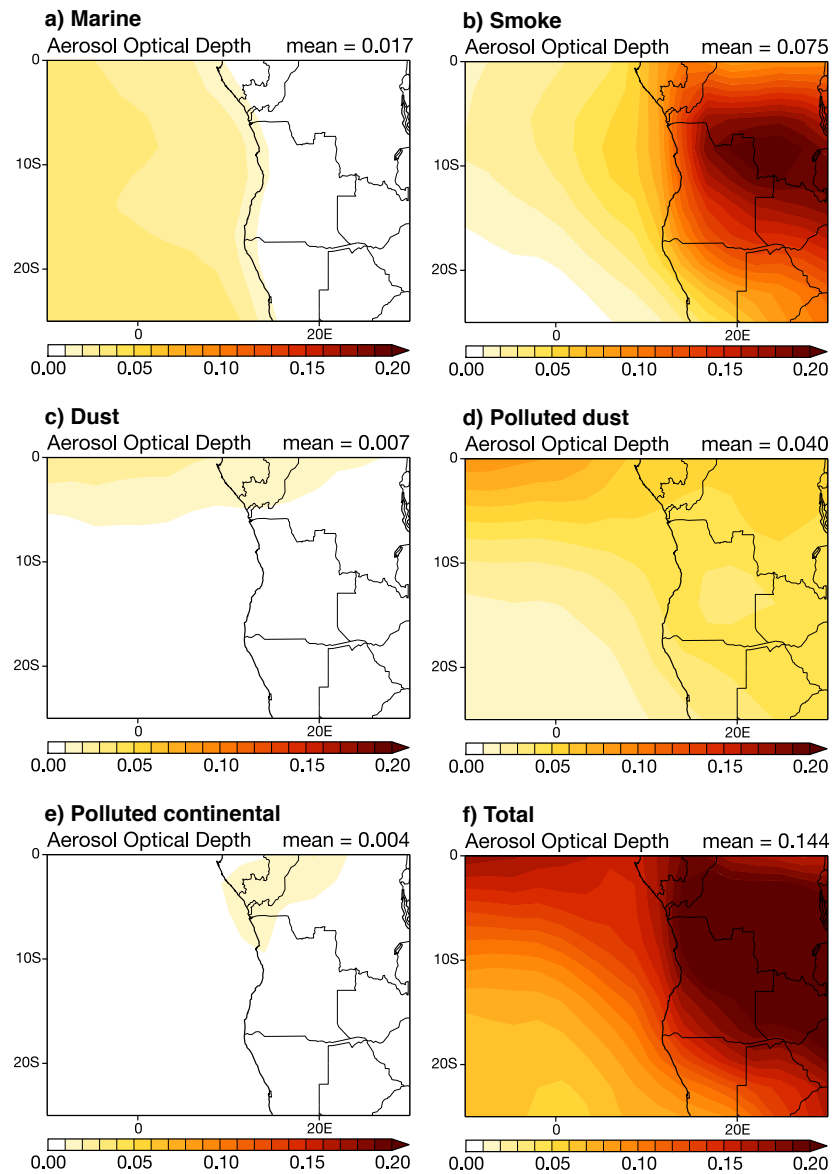 a) Marine
Aerosol Optical Depth mean = 0.017
0
10S
20S
0 20E
0.00 0.05 0.10 0.15 0.20
b) Smoke
Aerosol Optical Depth mean = 0.075
0
10S
20S
0 20E
0.00 0.05 0.10 0.15 0.20
c) Dust
Aerosol Optical Depth mean = 0.007
0
10S
20S
0 20E
0.00 0.05 0.10 0.15 0.20
d) Polluted dust
Aerosol Optical Depth mean = 0.040
0
10S
20S
0 20E
0.00 0.05 0.10 0.15 0.20
e) Polluted continental
Aerosol Optical Depth mean = 0.004
0
10S
20S
0 20E
0.00 0.05 0.10 0.15 0.20
f) Total
Aerosol Optical Depth mean = 0.144
0
10S
20S
0 20E
0.00 0.05 0.10 0.15 0.20